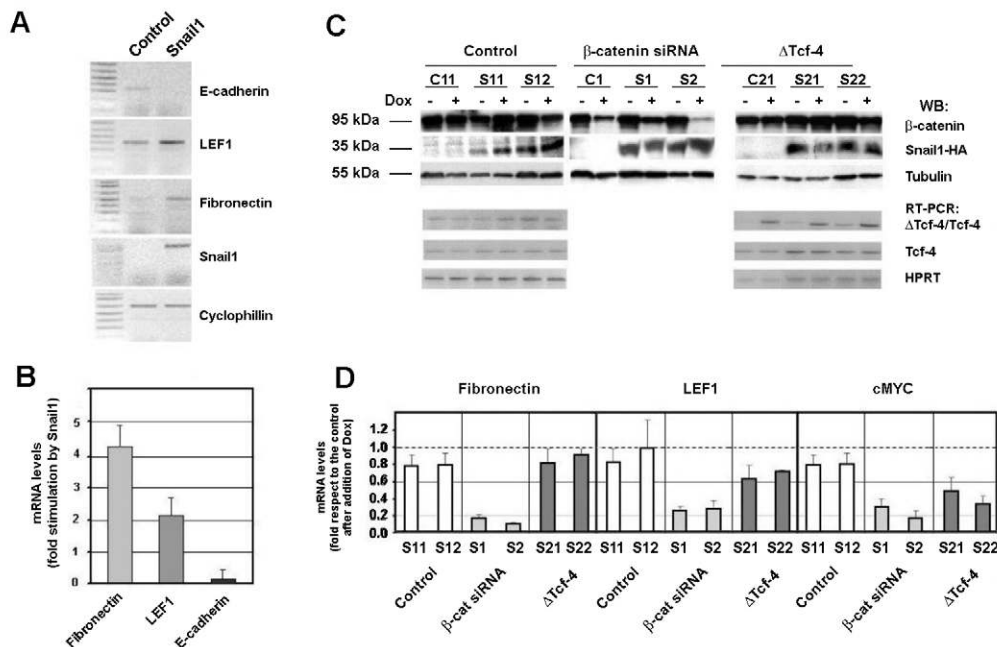 A
Control
Snail1
E-cadherin
LEF1
Fibronectin
Snail1
Cyclophillin
B
mRNA levels
(fold stimulation by Snail1)
5
4
3
2
1
0
Fibronectin
LEF1
E-cadherin
C
Control
β-catenin siRNA
ΔTcf-4
C11 S11 S12 C1 S1 S2 C21 S21 S22
Dox - + - + - + - + - + - + - + - + - + WB:
95 kDa β-catenin
35 kDa Snail1-HA
55 kDa Tubulin
RT-PCR:
ΔTcf-4/Tcf-4
Tcf-4
HPRT
D
Fibronectin LEF1 cMYC
mRNA levels
(fold respect to the control
after addition of Dox)
1.2
1.0
0.8
0.6
0.4
0.2
0.0
S11 S12 S1 S2 S21 S22 S11 S12 S1 S2 S21 S22 S11 S12 S1 S2 S21 S22
Control β-cat siRNA ΔTcf-4 Control β-cat siRNA ΔTcf-4 Control β-cat siRNA ΔTcf-4